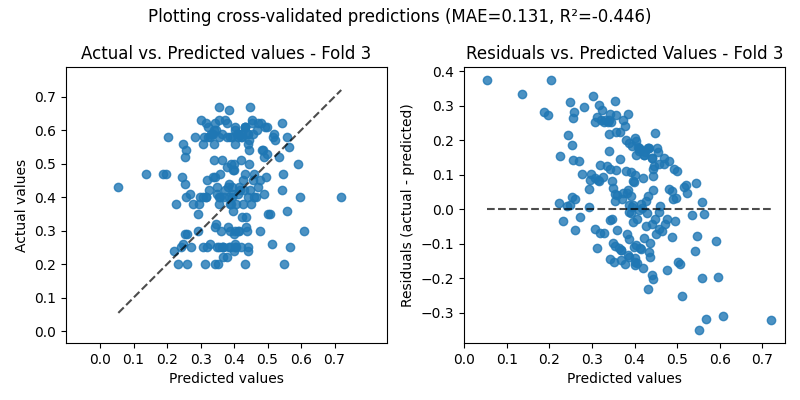 Plotting cross-validated predictions (MAE=0.131, R²=-0.446)
Actual vs. Predicted values - Fold 3
Actual values
0.7
0.6
0.5
0.4
0.3
0.2
0.1
0.0
0.0 0.1 0.2 0.3 0.4 0.5 0.6 0.7
Predicted values
Residuals vs. Predicted Values - Fold 3
Residuals (actual - predicted)
0.4
0.3
0.2
0.1
0.0
−0.1
−0.2
−0.3
0.0 0.1 0.2 0.3 0.4 0.5 0.6 0.7
Predicted values